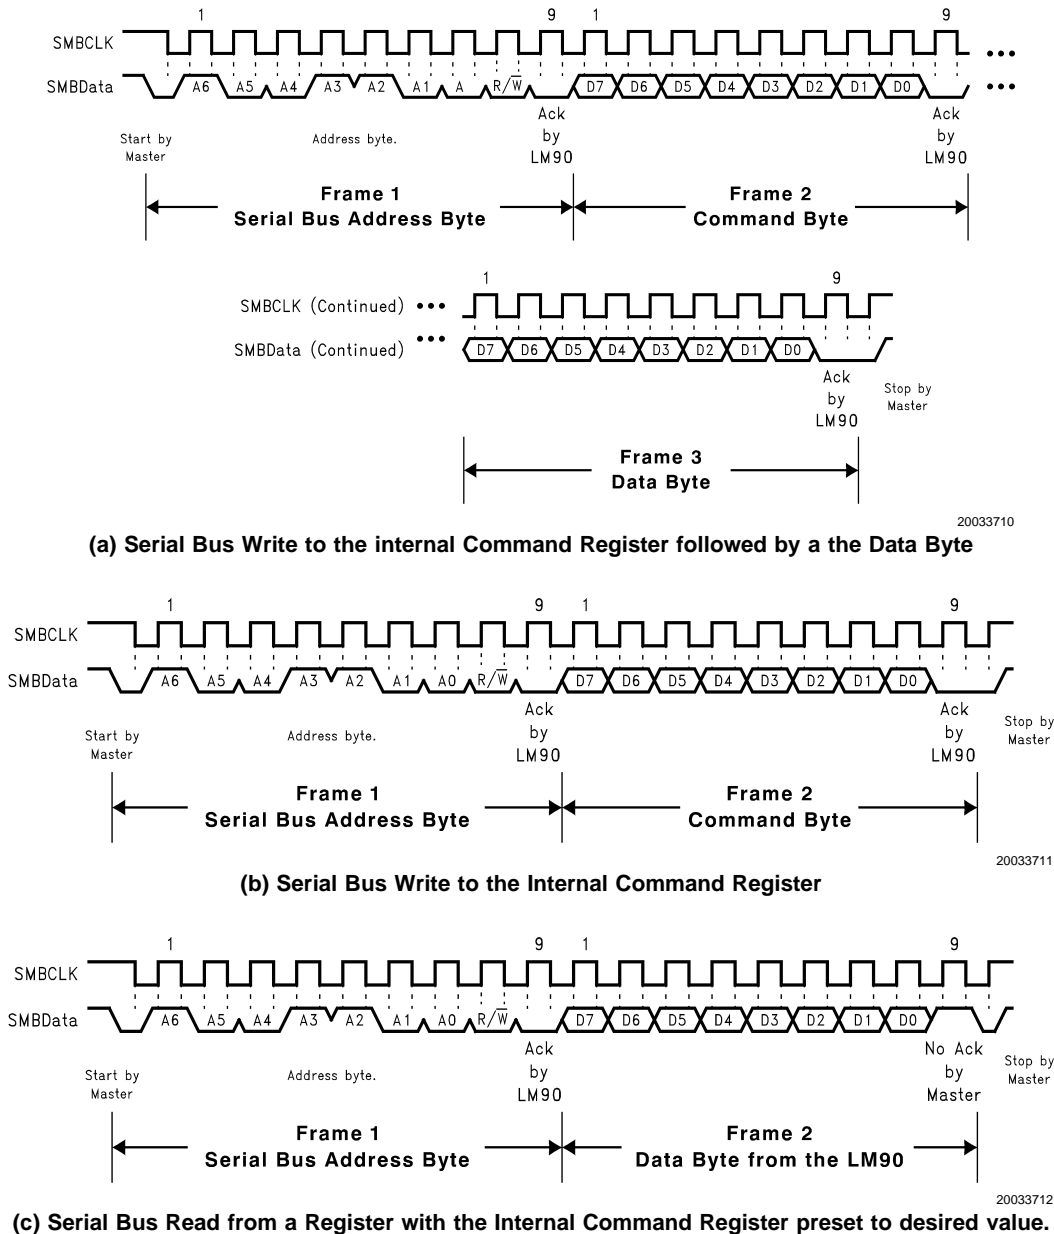 1 9 1 9
SMBCLK
SMBData A6 A5 A4 A3 A2 A1 A R/W̅ D7 D6 D5 D4 D3 D2 D1 D0
Start by
Master
Address byte.
Ack
by
LM90
Ack
by
LM90
Frame 1
Serial Bus Address Byte
Frame 2
Command Byte
1 9
SMBCLK (Continued)
SMBData (Continued) D7 D6 D5 D4 D3 D2 D1 D0
Ack
by
LM90
Stop by
Master
Frame 3
Data Byte
20033710
(a) Serial Bus Write to the internal Command Register followed by a the Data Byte
1 9 1 9
SMBCLK
SMBData A6 A5 A4 A3 A2 A1 A0 R/W̅ D7 D6 D5 D4 D3 D2 D1 D0
Start by
Master
Address byte.
Ack
by
LM90
Ack
by
LM90
Stop by
Master
Frame 1
Serial Bus Address Byte
Frame 2
Command Byte
20033711
(b) Serial Bus Write to the Internal Command Register
1 9 1 9
SMBCLK
SMBData A6 A5 A4 A3 A2 A1 A0 R/W̅ D7 D6 D5 D4 D3 D2 D1 D0
Start by
Master
Address byte.
Ack
by
LM90
No Ack
by
Master
Stop by
Master
Frame 1
Serial Bus Address Byte
Frame 2
Data Byte from the LM90
20033712
(c) Serial Bus Read from a Register with the Internal Command Register preset to desired value.